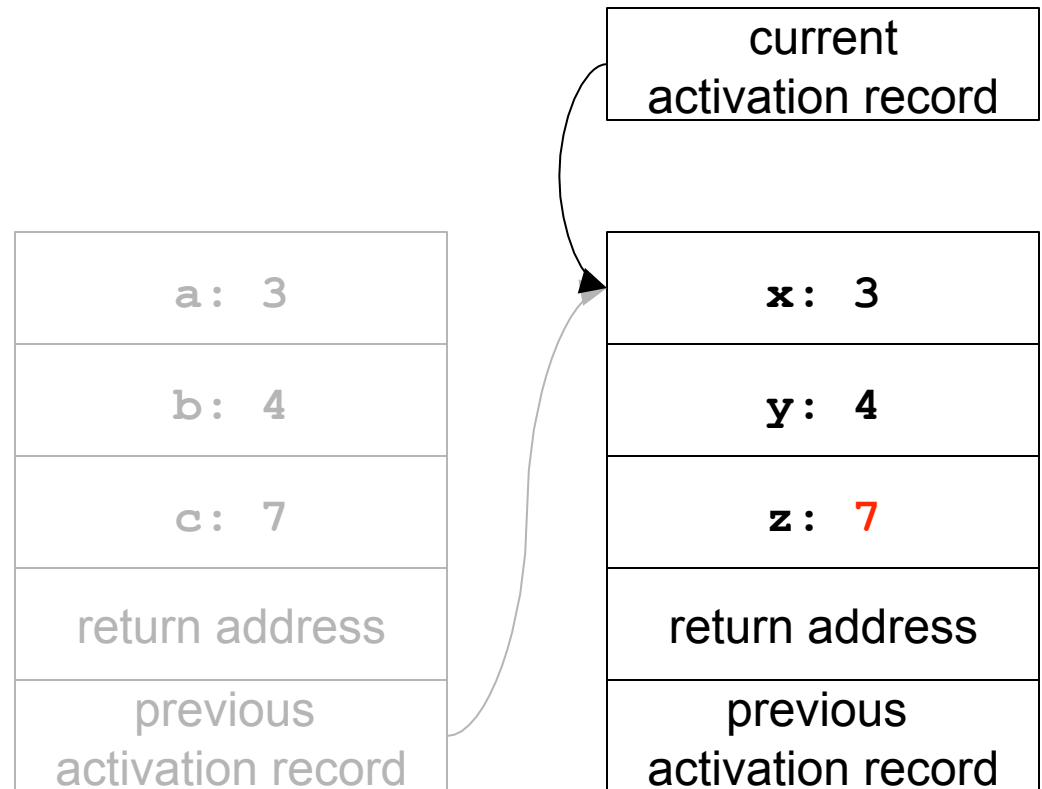 current
activation record
a: 3
b: 4
c: 7
return address
previous
activation record
x: 3
y: 4
z: 7
return address
previous
activation record